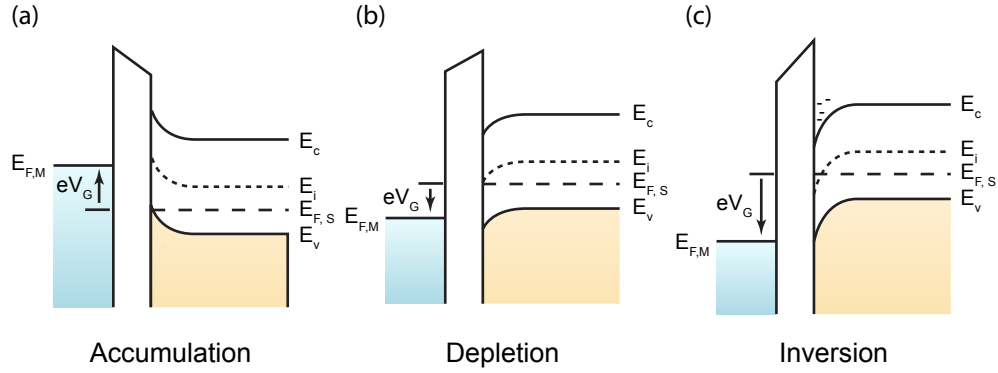 (a)
E_c
E_F,M
eV_G
E_i
E_F, S
E_v
Accumulation
(b)
E_c
E_i
E_F, S
eV_G
E_F,M
E_v
Depletion
(c)
E_c
E_i
E_F, S
eV_G
E_v
E_F,M
Inversion